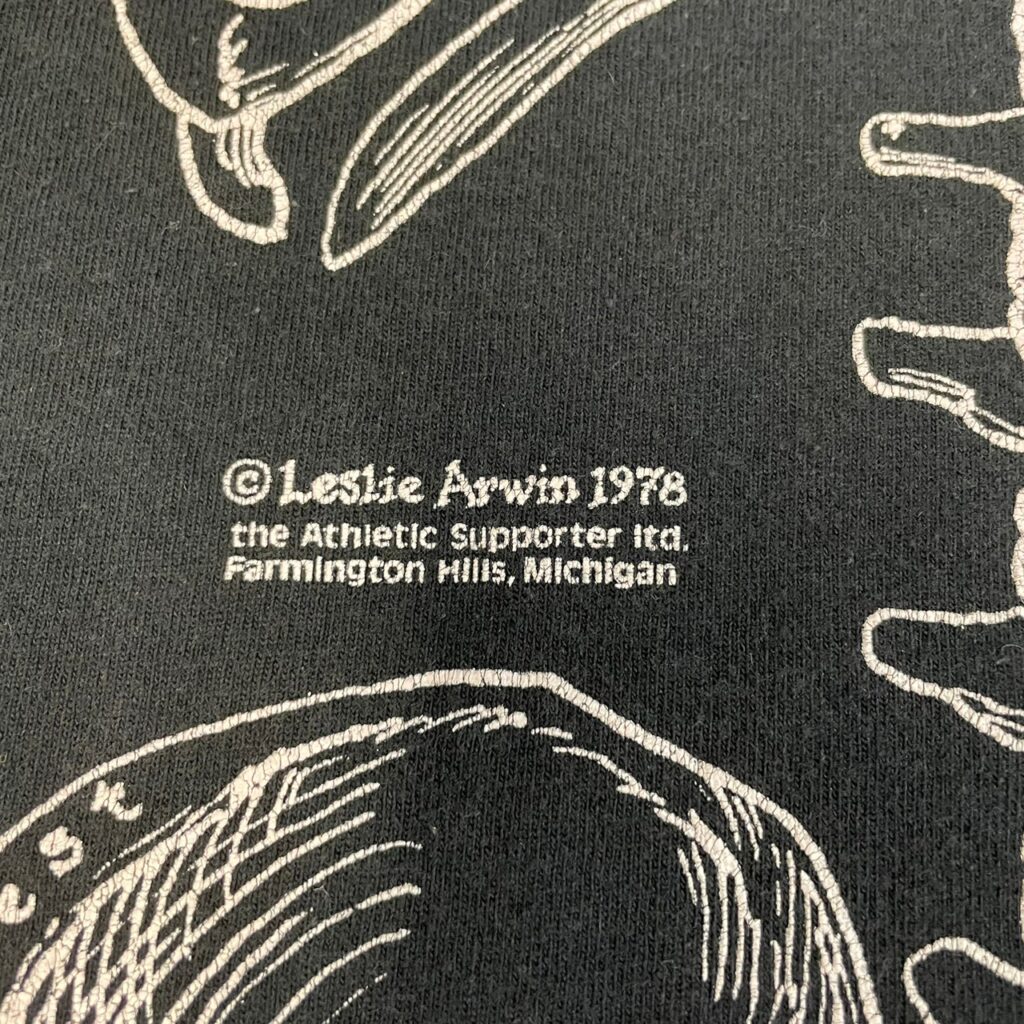 © Leslie Arwin 1978
the Athletic Supporter ltd.
Farmington Hills, Michigan